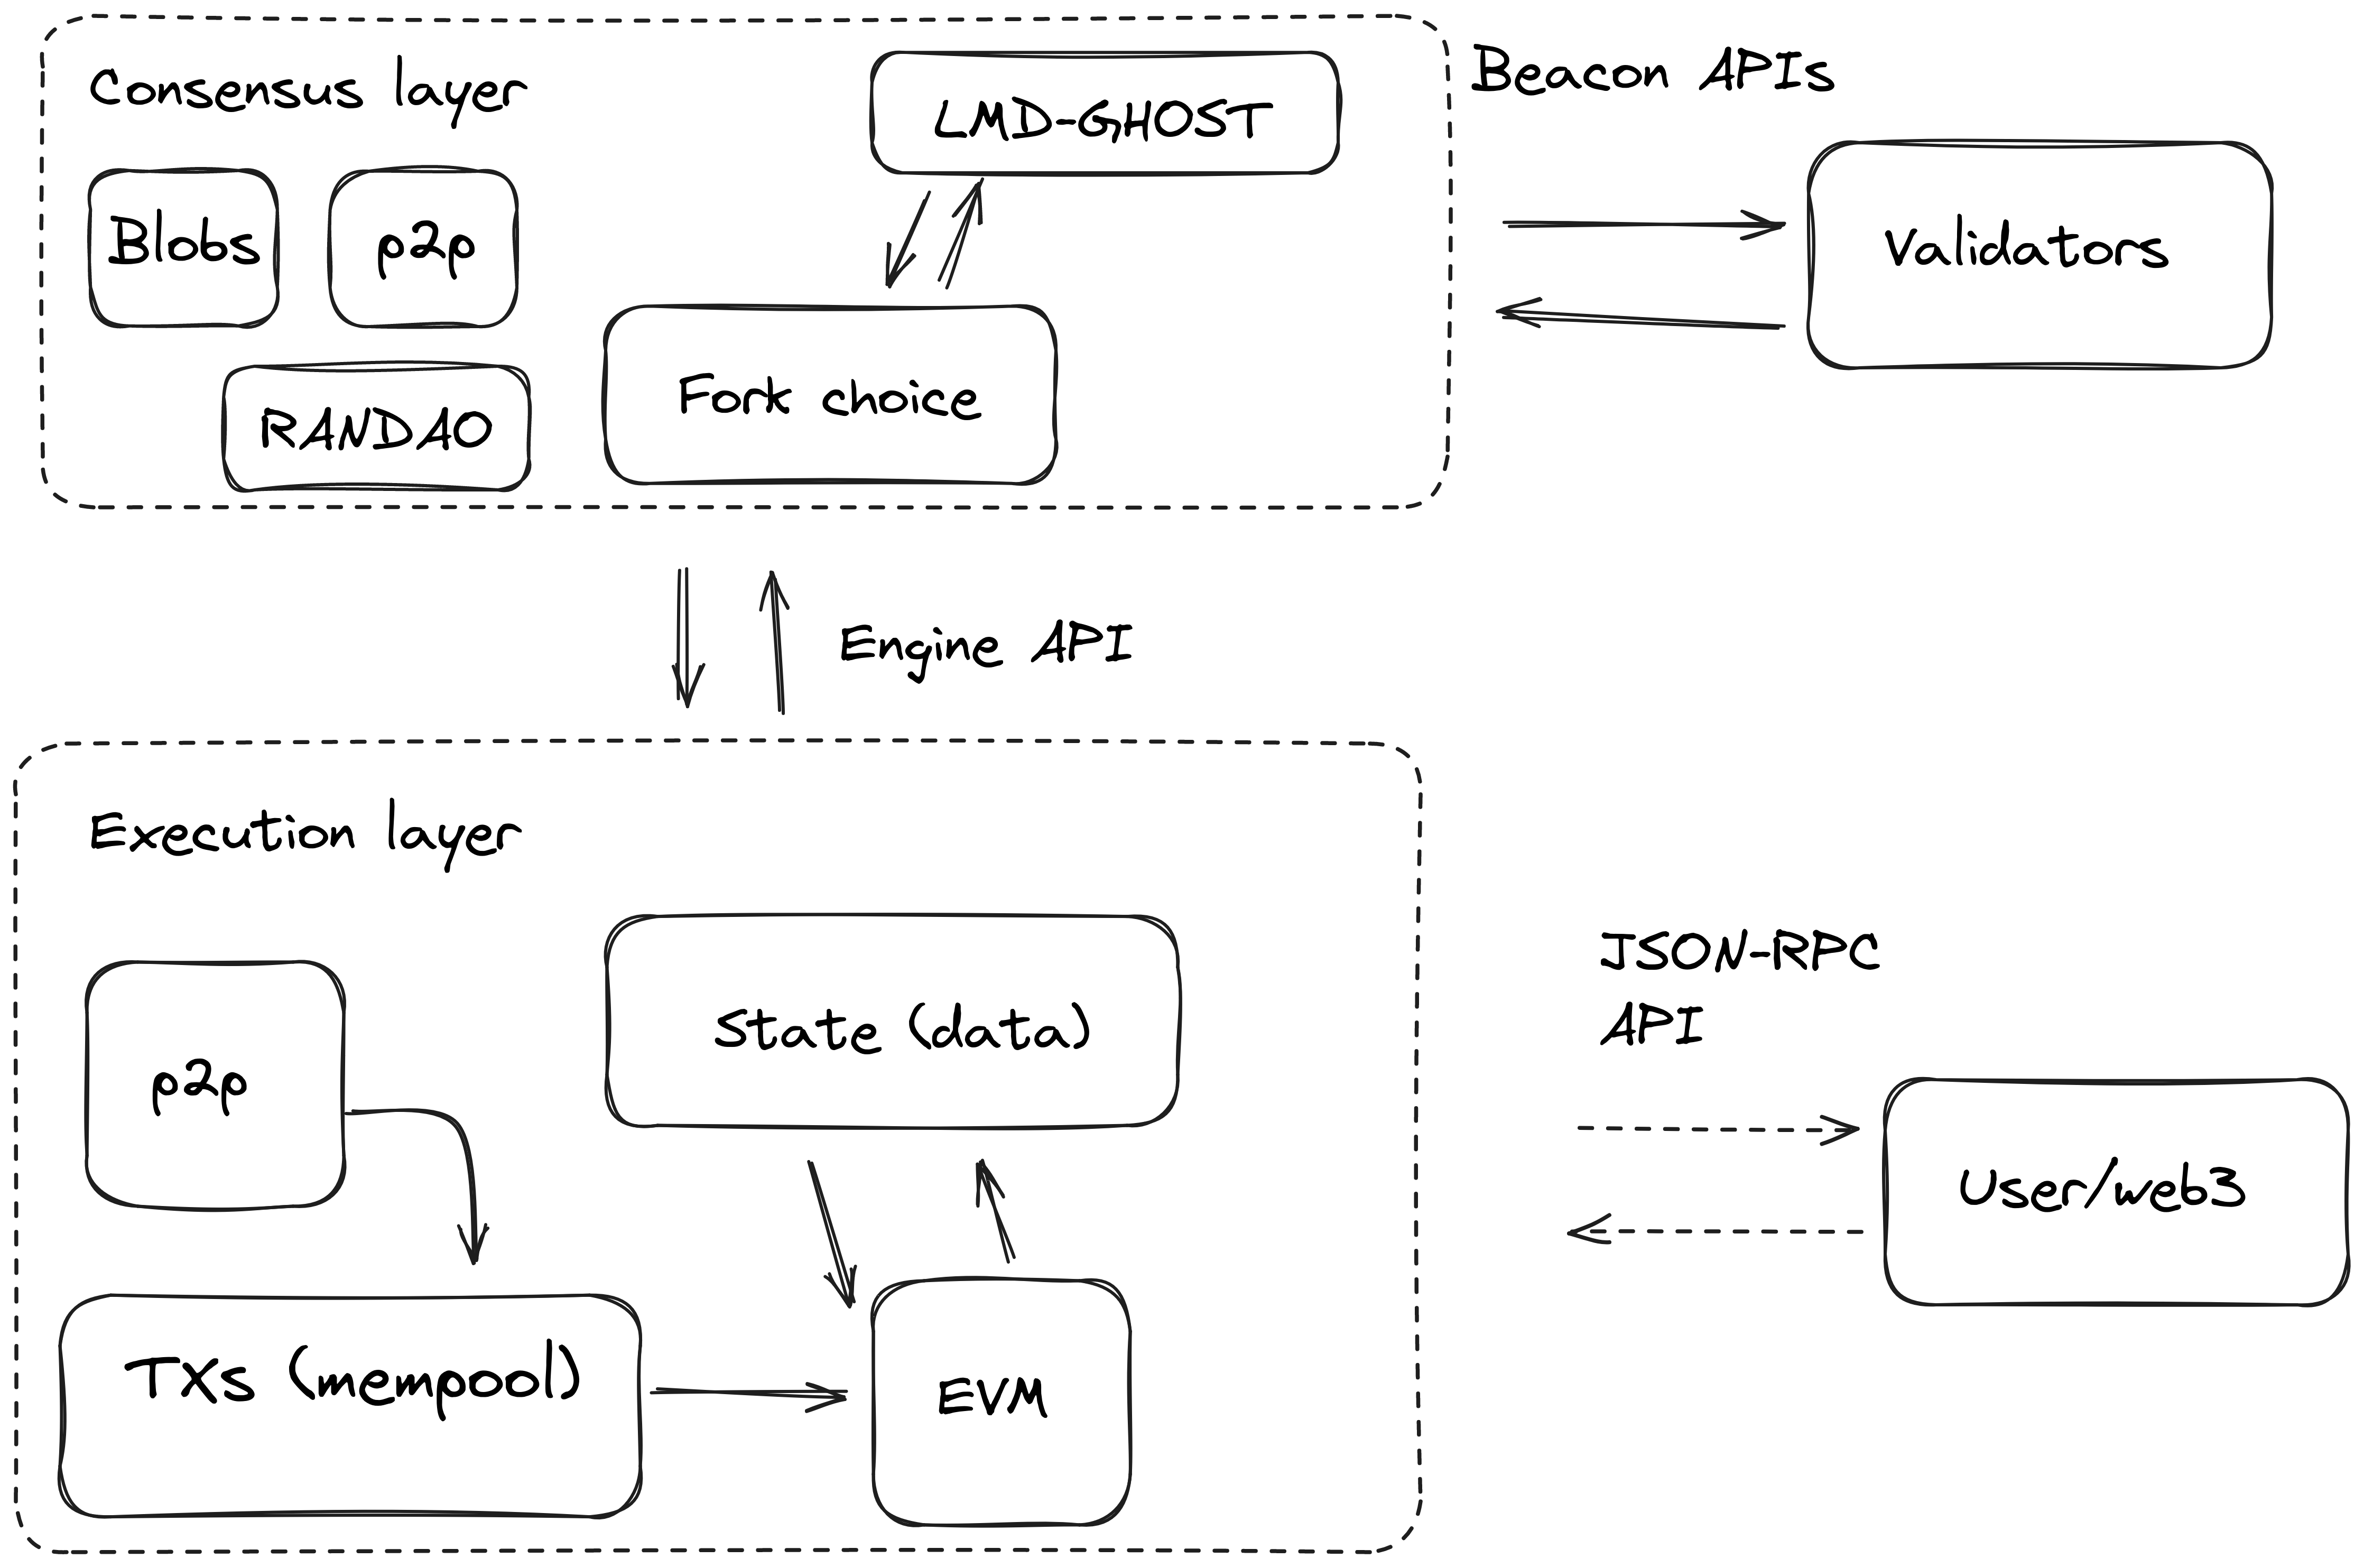 Consensus layer
LMD-GHOST
Beacon APIs
Blobs
p2p
Validators
RANDAO
Fork choice
Engine API
Execution layer
p2p
State (data)
JSON-RPC
API
User/web3
TXs (mempool)
EVM